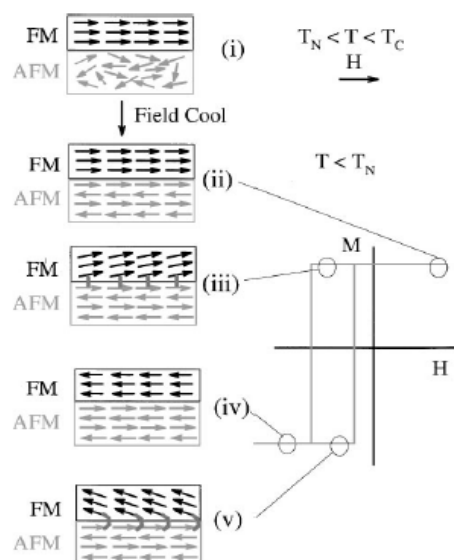 FM
AFM
(i)
T_N < T < T_C
H
Field Cool
FM
AFM
(ii)
T < T_N
M
FM
AFM
(iii)
H
FM
AFM
(iv)
FM
AFM
(v)